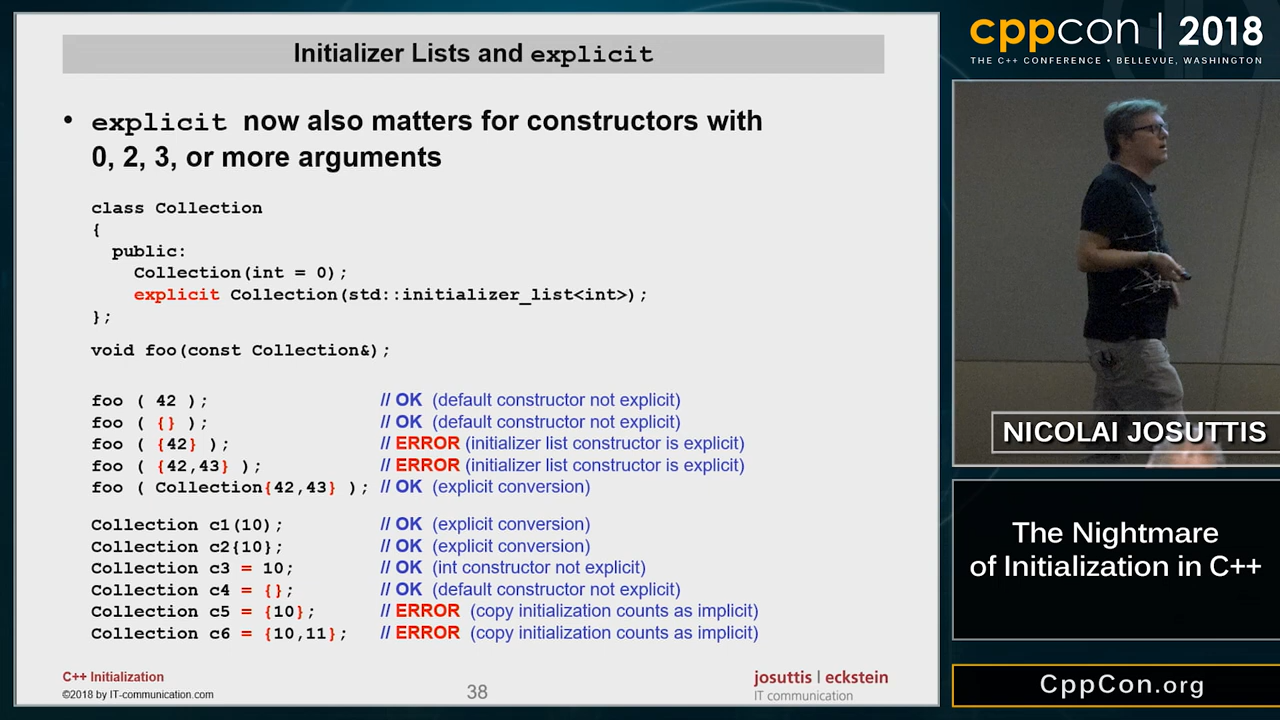 Initializer Lists and explicit
• explicit now also matters for constructors with
0, 2, 3, or more arguments
class Collection
{
public:
Collection(int = 0);
explicit Collection(std::initializer_list<int>);
};
void foo(const Collection&);
foo ( 42 ); // OK (default constructor not explicit)
foo ( {} ); // OK (default constructor not explicit)
foo ( {42} ); // ERROR (initializer list constructor is explicit)
foo ( {42,43} ); // ERROR (initializer list constructor is explicit)
foo ( Collection{42,43} ); // OK (explicit conversion)
Collection c1(10); // OK (explicit conversion)
Collection c2{10}; // OK (explicit conversion)
Collection c3 = 10; // OK (int constructor not explicit)
Collection c4 = {}; // OK (default constructor not explicit)
Collection c5 = {10}; // ERROR (copy initialization counts as implicit)
Collection c6 = {10,11}; // ERROR (copy initialization counts as implicit)
C++ Initialization
©2018 by IT-communication.com
38
josuttis | eckstein
IT communication
cppcon | 2018
THE C++ CONFERENCE • BELLEVUE, WASHINGTON
NICOLAI JOSUTTIS
The Nightmare
of Initialization in C++
CppCon.org